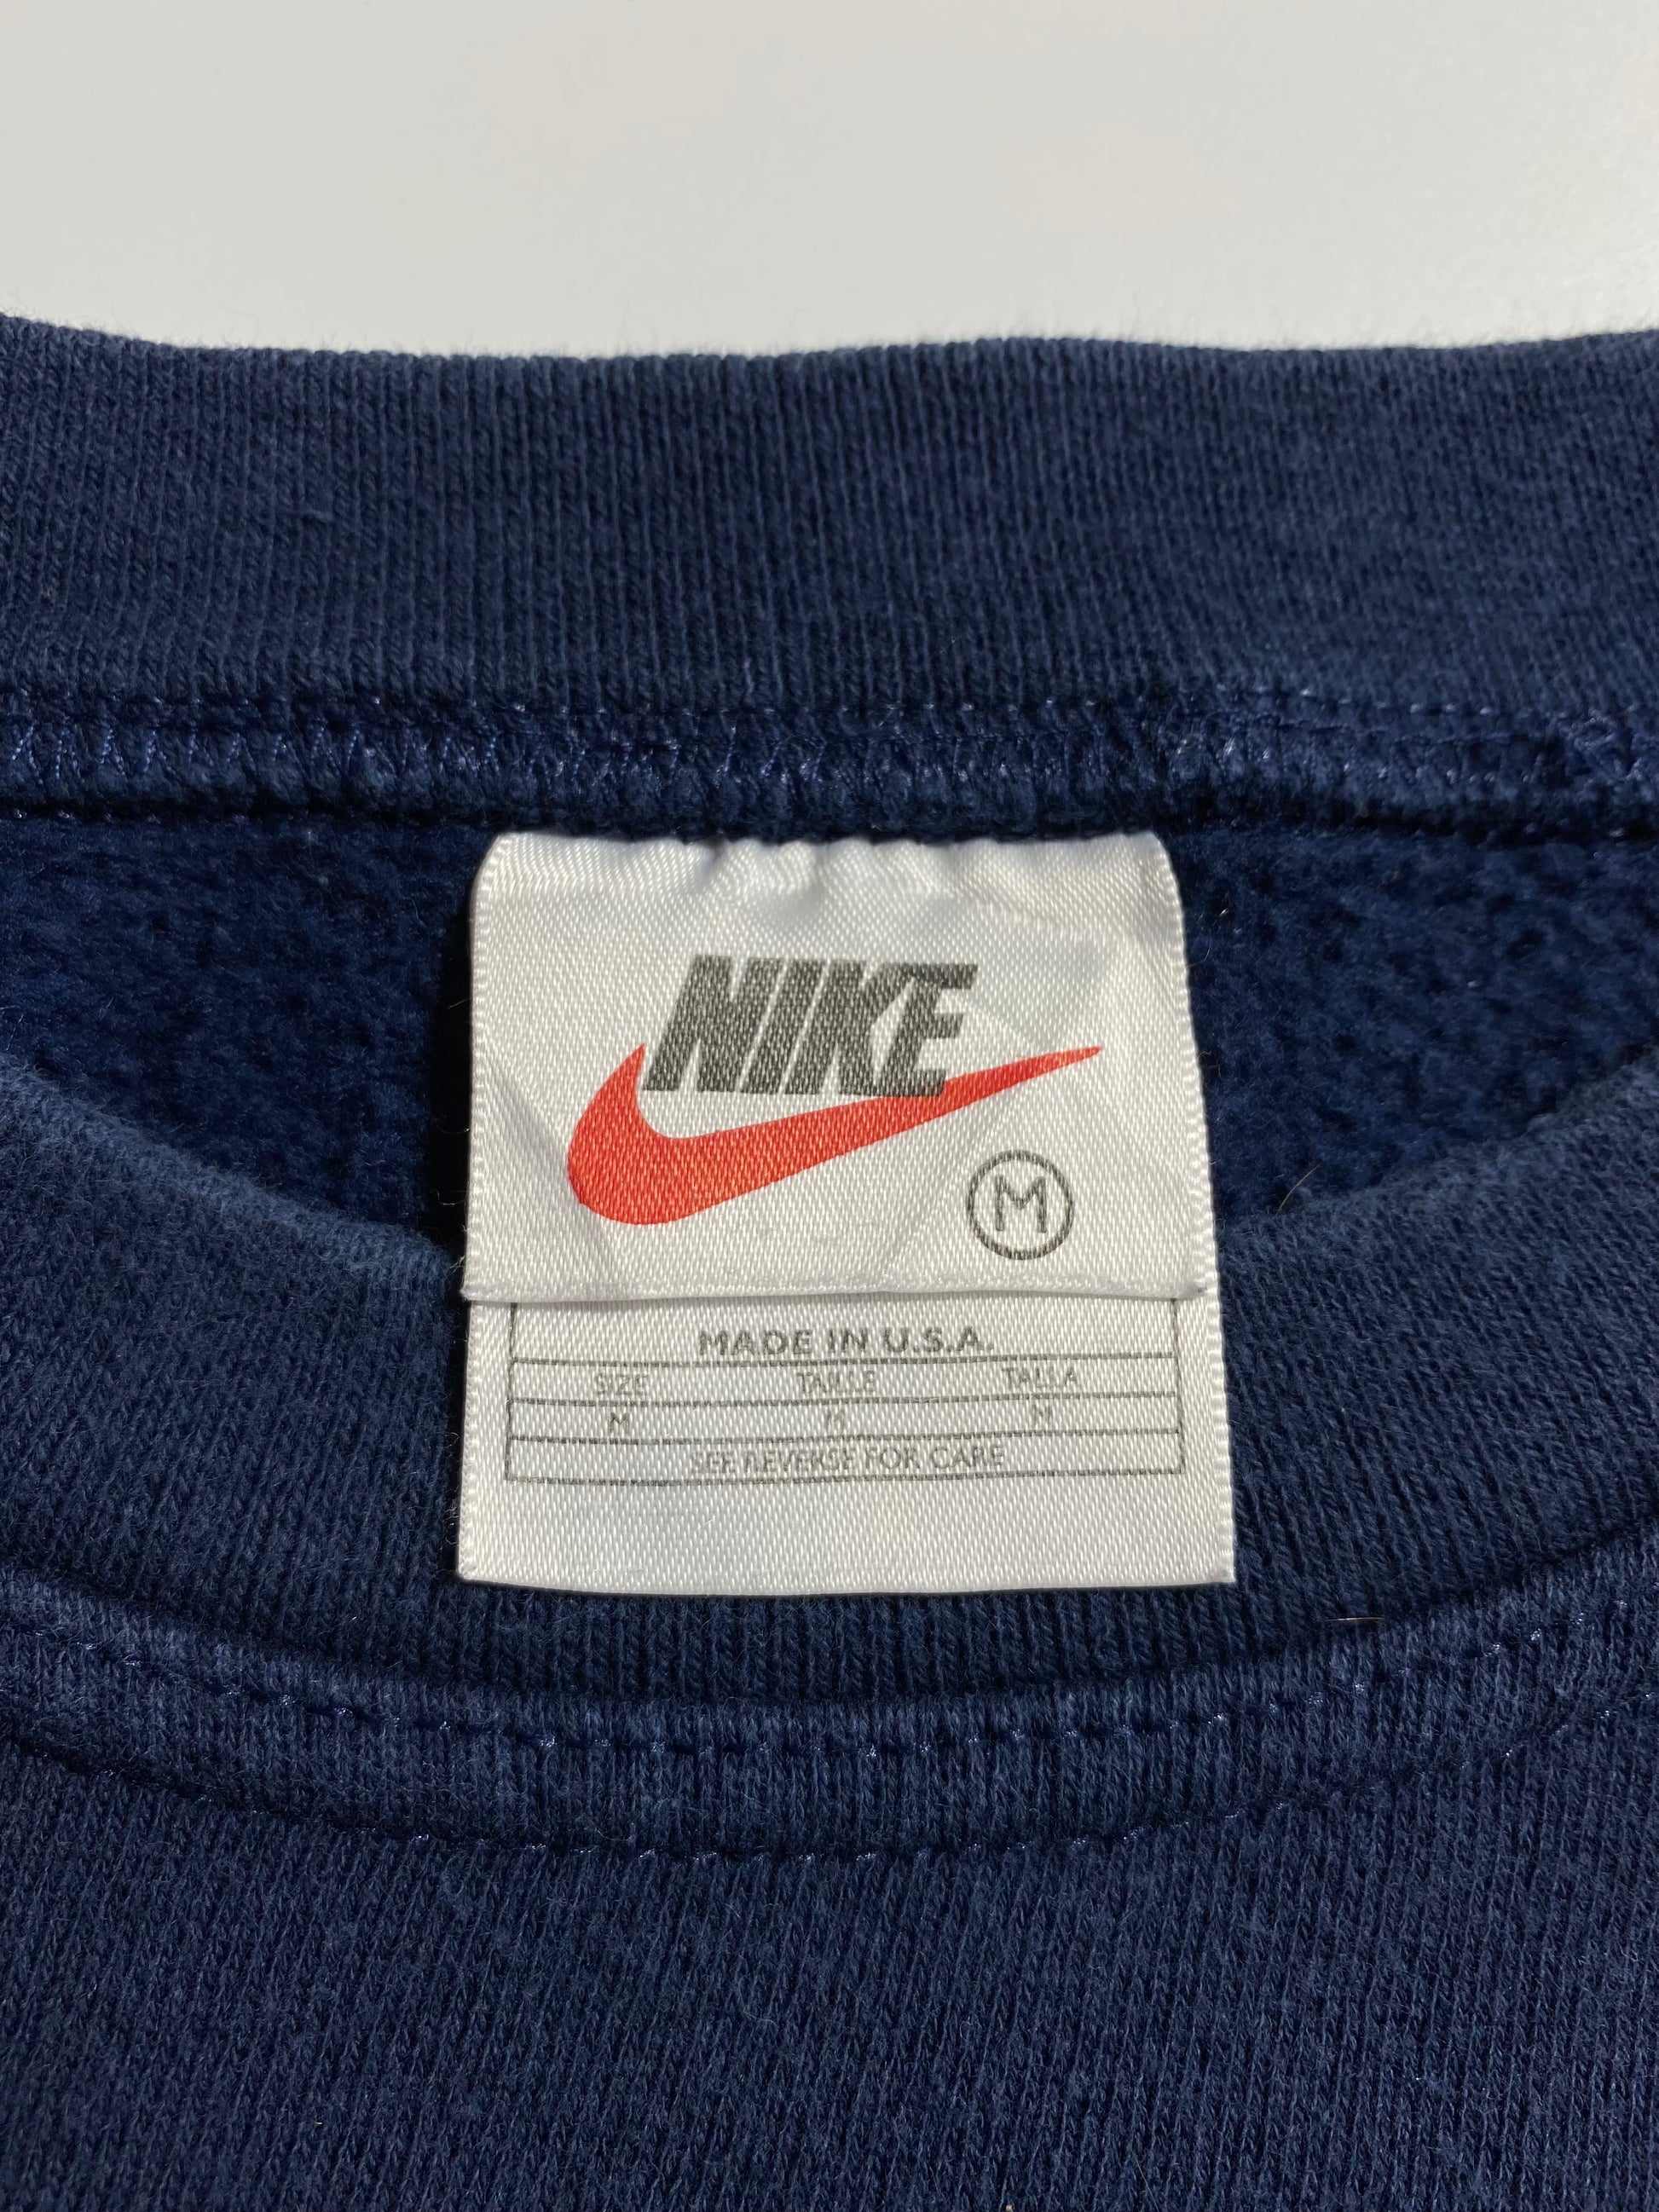 NIKE
M
MADE IN U.S.A.
SIZE TAILLE TALLA
M M M
SEE REVERSE FOR CARE